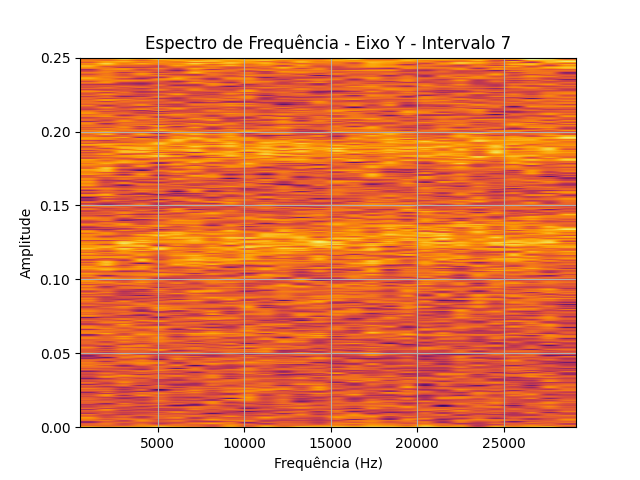 Espectro de Frequência - Eixo Y - Intervalo 7
0.25
0.20
0.15
0.10
0.05
0.00
Amplitude
5000 10000 15000 20000 25000
Frequência (Hz)